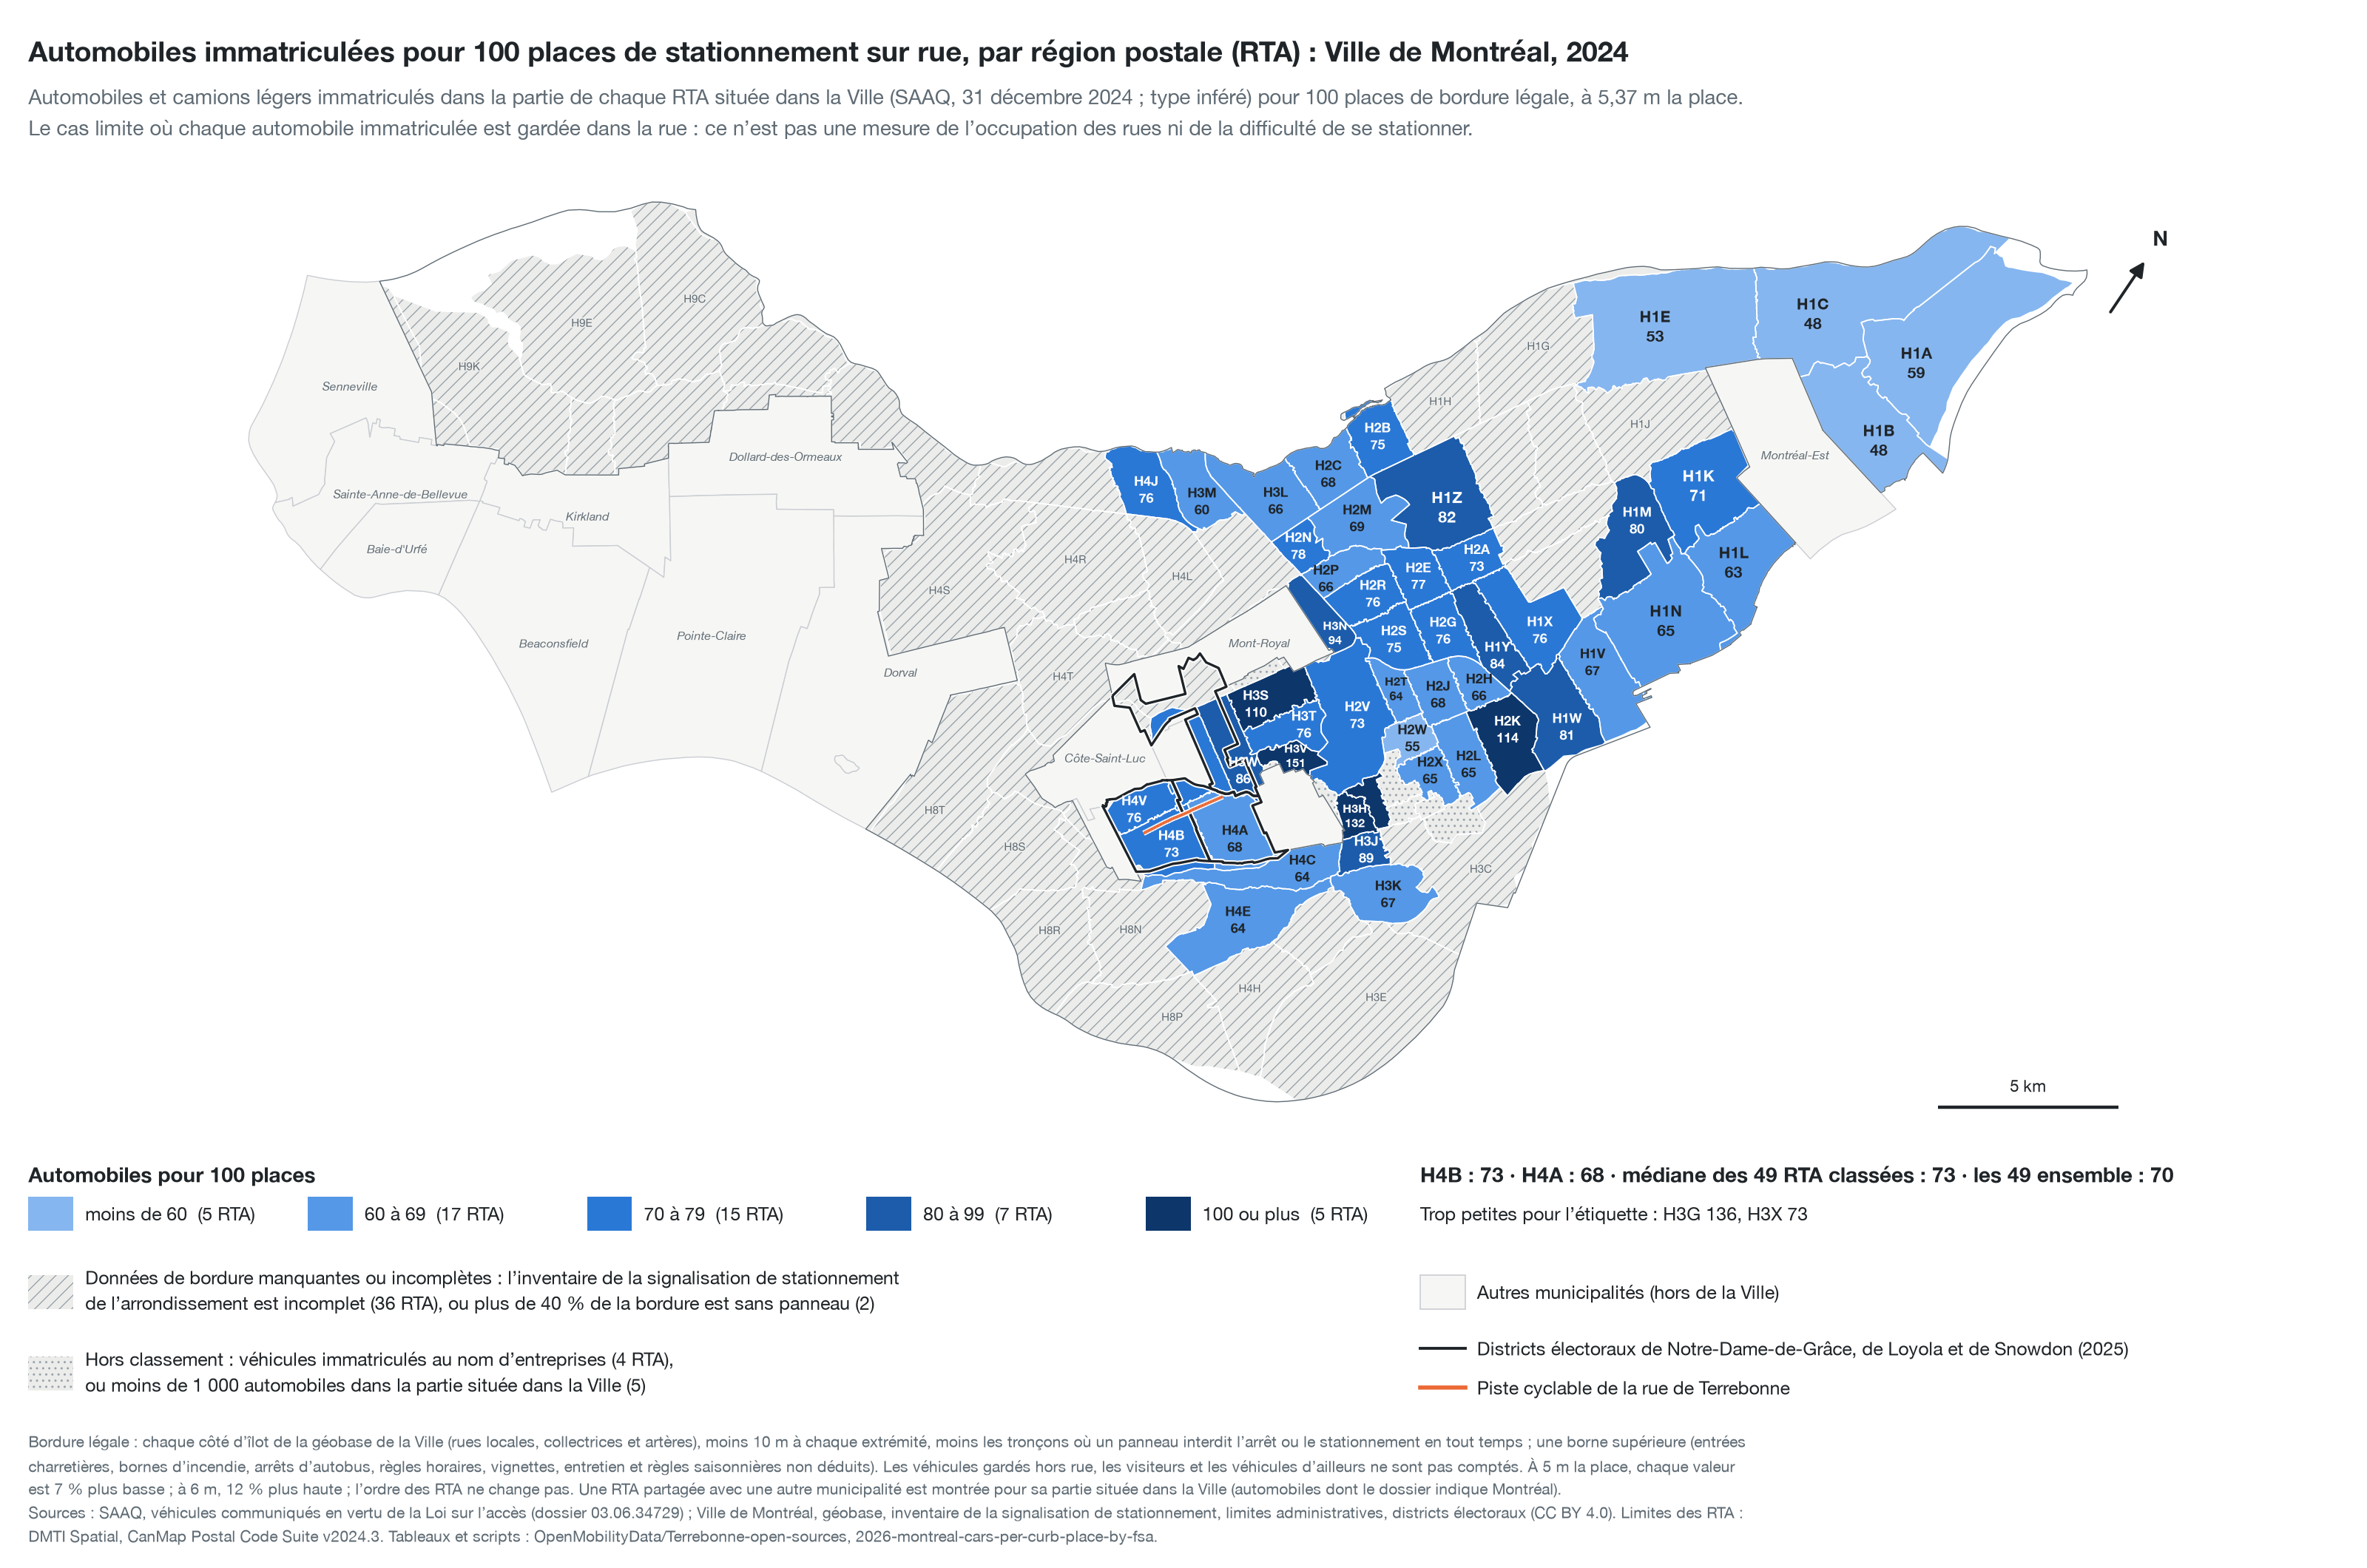 Automobiles immatriculées pour 100 places de stationnement sur rue, par région postale (RTA) : Ville de Montréal, 2024
Automobiles et camions légers immatriculés dans la partie de chaque RTA située dans la Ville (SAAQ, 31 décembre 2024 ; type inféré) pour 100 places de bordure légale, à 5,37 m la place.
Le cas limite où chaque automobile immatriculée est gardée dans la rue : ce n’est pas une mesure de l’occupation des rues ni de la difficulté de se stationner.
N
H9C
H9E
H9K
Senneville
Sainte-Anne-de-Bellevue
Baie-d'Urfé
Kirkland
Beaconsfield
Pointe-Claire
Dollard-des-Ormeaux
Dorval
H1E
53
H1C
48
H1A
59
H1B
48
Montréal-Est
H1G
H1H
H1J
H2B
75
H2C
68
H1Z
82
H1K
71
H1M
80
H1L
63
H1N
65
H4J
76
H3M
60
H3L
66
H2M
69
H2N
78
H2P
66
H2A
73
H2E
77
H2R
76
H4R
H4L
H4S
H4T
H3N
94
H2S
75
H2G
76
H1Y
84
H1X
76
H1V
67
Mont-Royal
H3S
110
H3T
76
H3V
151
H3W
86
H2V
73
H2T
64
H2J
68
H2H
66
H2K
114
H1W
81
H2W
55
H2X
65
H2L
65
Côte-Saint-Luc
H4V
76
H4B
73
H4A
68
H3H
132
H3J
89
H4C
64
H3K
67
H3C
H4E
64
H8T
H8S
H8R
H8N
H4H
H3E
H8P
5 km
Automobiles pour 100 places
moins de 60 (5 RTA)
60 à 69 (17 RTA)
70 à 79 (15 RTA)
80 à 99 (7 RTA)
100 ou plus (5 RTA)
H4B : 73 · H4A : 68 · médiane des 49 RTA classées : 73 · les 49 ensemble : 70
Trop petites pour l’étiquette : H3G 136, H3X 73
Données de bordure manquantes ou incomplètes : l’inventaire de la signalisation de stationnement
de l’arrondissement est incomplet (36 RTA), ou plus de 40 % de la bordure est sans panneau (2)
Hors classement : véhicules immatriculés au nom d’entreprises (4 RTA),
ou moins de 1 000 automobiles dans la partie située dans la Ville (5)
Autres municipalités (hors de la Ville)
Districts électoraux de Notre-Dame-de-Grâce, de Loyola et de Snowdon (2025)
Piste cyclable de la rue de Terrebonne
Bordure légale : chaque côté d’îlot de la géobase de la Ville (rues locales, collectrices et artères), moins 10 m à chaque extrémité, moins les tronçons où un panneau interdit l’arrêt ou le stationnement en tout temps ; une borne supérieure (entrées
charretières, bornes d’incendie, arrêts d’autobus, règles horaires, vignettes, entretien et règles saisonnières non déduits). Les véhicules gardés hors rue, les visiteurs et les véhicules d’ailleurs ne sont pas comptés. À 5 m la place, chaque valeur
est 7 % plus basse ; à 6 m, 12 % plus haute ; l’ordre des RTA ne change pas. Une RTA partagée avec une autre municipalité est montrée pour sa partie située dans la Ville (automobiles dont le dossier indique Montréal).
Sources : SAAQ, véhicules communiqués en vertu de la Loi sur l’accès (dossier 03.06.34729) ; Ville de Montréal, géobase, inventaire de la signalisation de stationnement, limites administratives, districts électoraux (CC BY 4.0). Limites des RTA :
DMTI Spatial, CanMap Postal Code Suite v2024.3. Tableaux et scripts : OpenMobilityData/Terrebonne-open-sources, 2026-montreal-cars-per-curb-place-by-fsa.